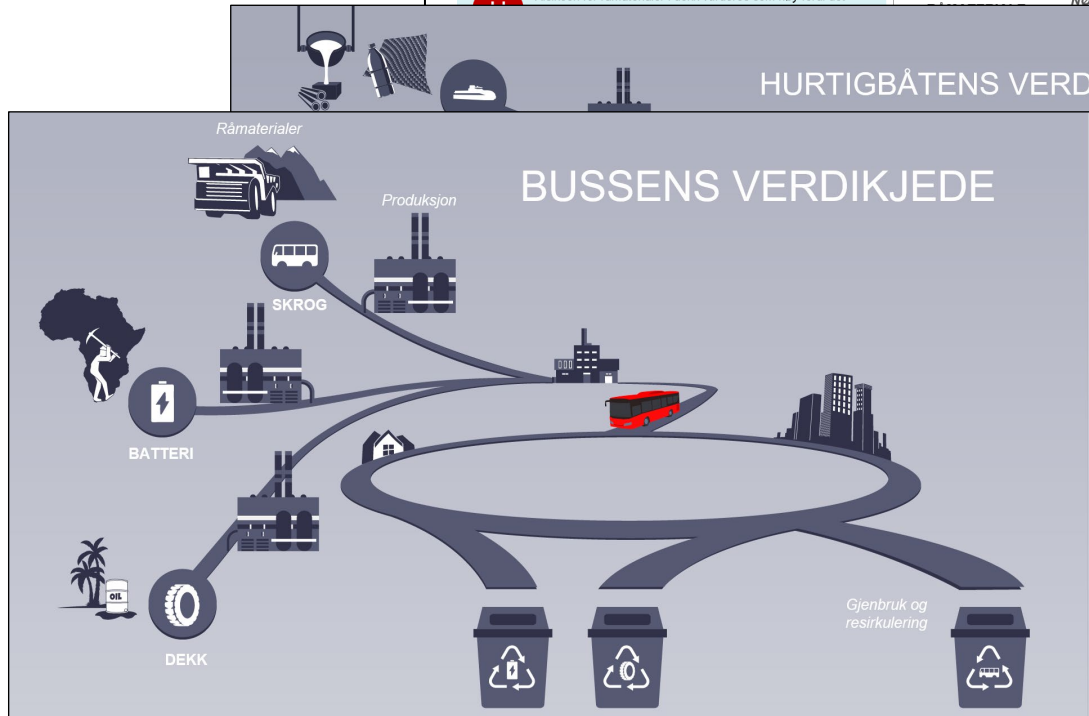 HURTIGBÅTENS VERD
Råmaterialer
BUSSENS VERDIKJEDE
Produksjon
SKROG
BATTERI
OIL
DEKK
Gjenbruk og
resirkulering